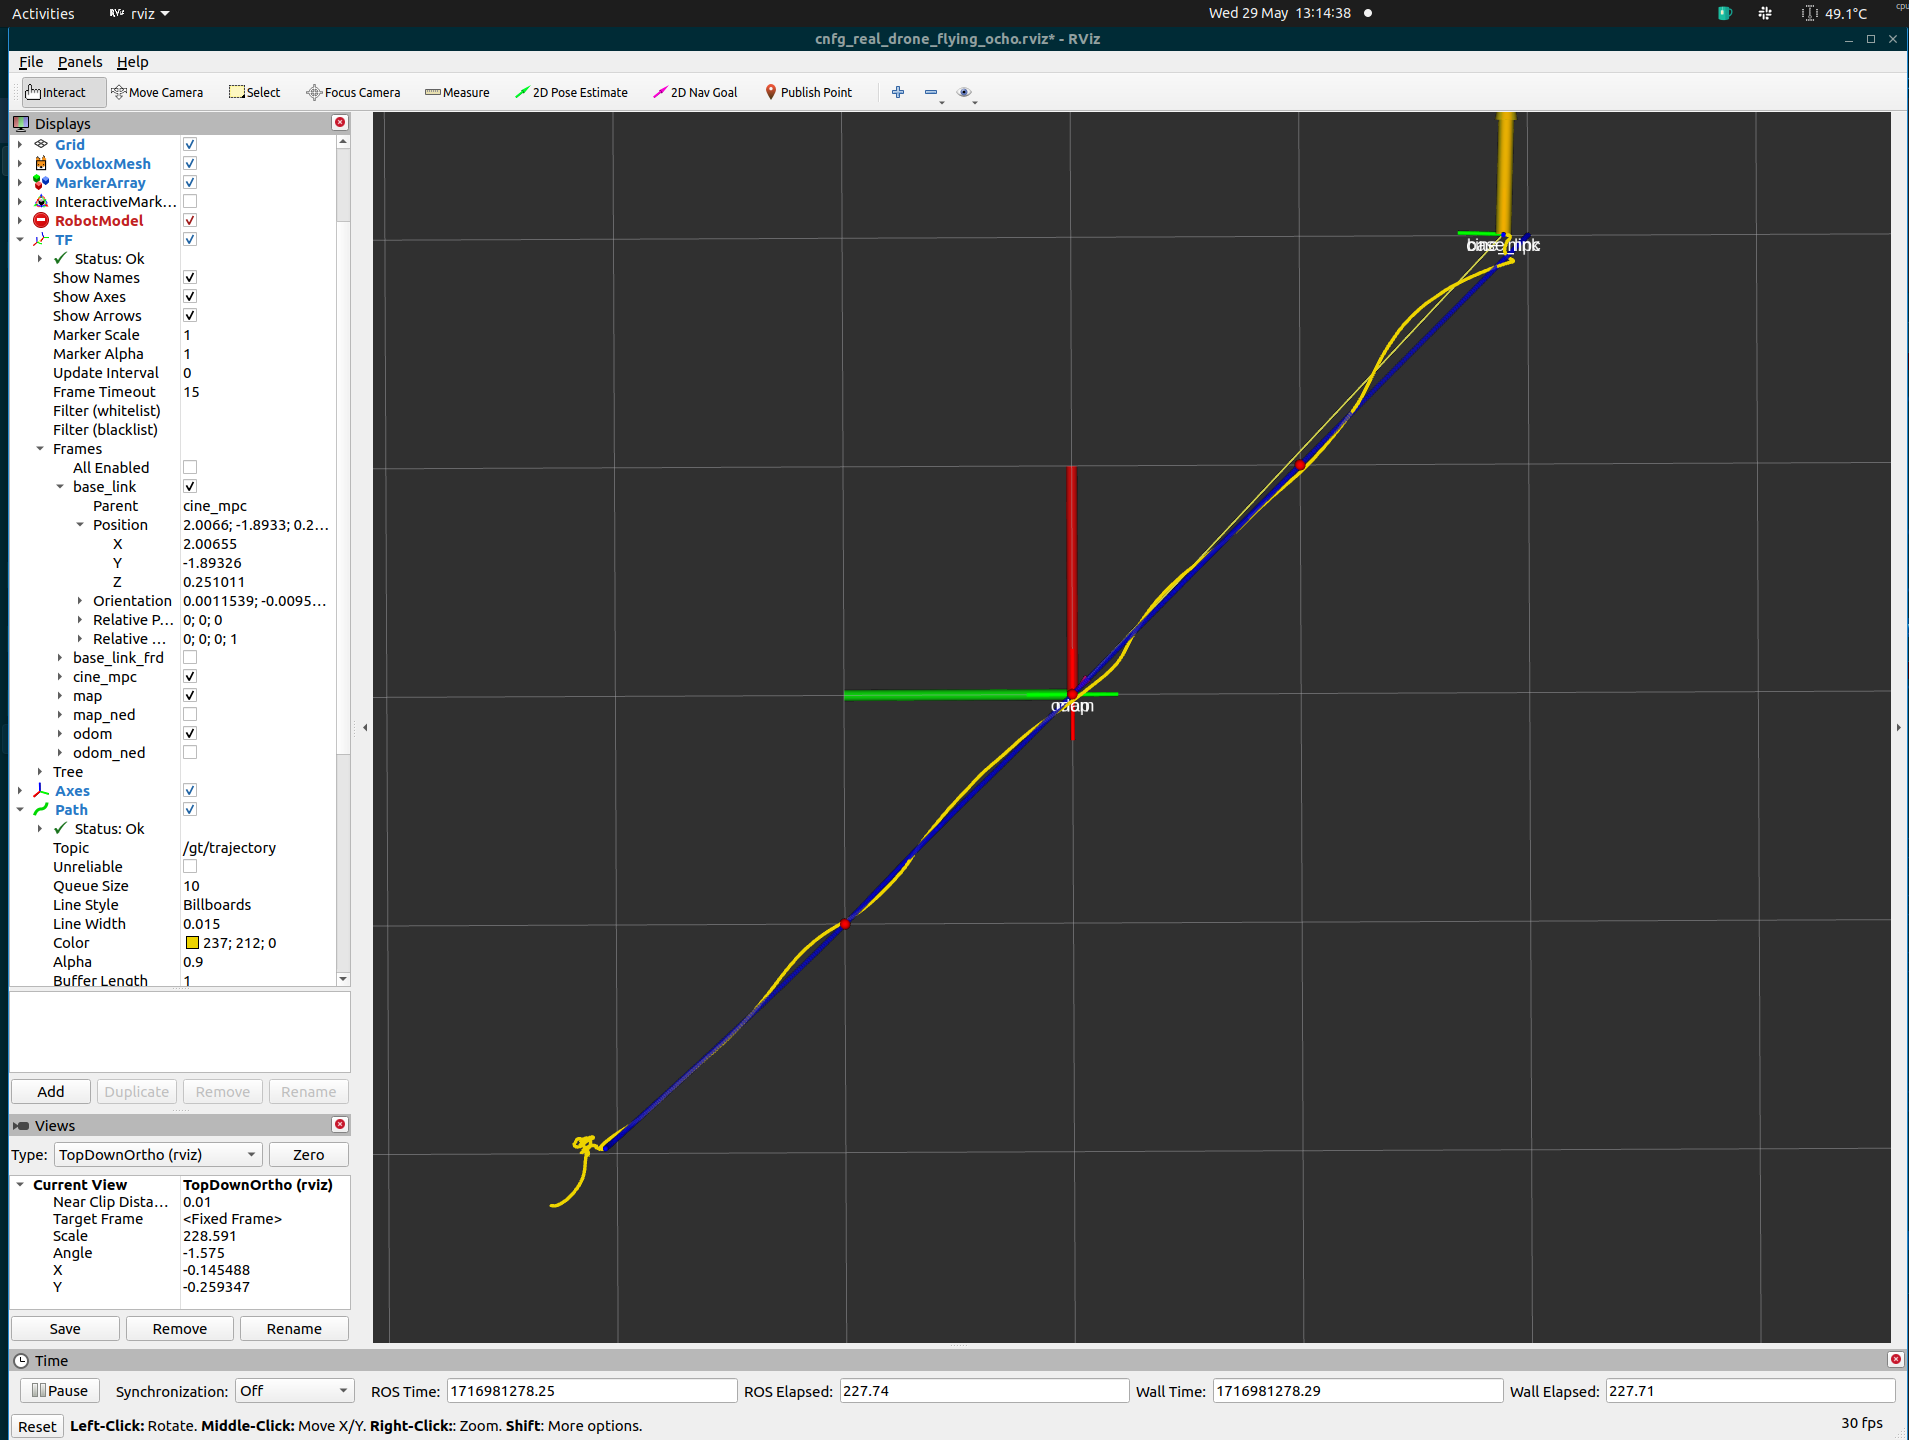 Activities
rviz
Wed 29 May 13:14:38
49.1°C
cpu
cnfg_real_drone_flying_ocho.rviz* - RViz
File Panels Help
Interact
Move Camera
Select
Focus Camera
Measure
2D Pose Estimate
2D Nav Goal
Publish Point
Displays
Grid
VoxbloxMesh
MarkerArray
InteractiveMark...
RobotModel
TF
Status: Ok
Show Names
Show Axes
Show Arrows
Marker Scale 1
Marker Alpha 1
Update Interval 0
Frame Timeout 15
Filter (whitelist)
Filter (blacklist)
Frames
All Enabled
base_link
Parent cine_mpc
Position 2.0066; -1.8933; 0.2...
X 2.00655
Y -1.89326
Z 0.251011
Orientation 0.0011539; -0.0095...
Relative P... 0; 0; 0
Relative ... 0; 0; 0; 1
base_link_frd
cine_mpc
map
map_ned
odom
odom_ned
Tree
Axes
Path
Status: Ok
Topic /gt/trajectory
Unreliable
Queue Size 10
Line Style Billboards
Line Width 0.015
Color 237; 212; 0
Alpha 0.9
Buffer Length 1
Add Duplicate Remove Rename
Views
Type: TopDownOrtho (rviz) Zero
Current View TopDownOrtho (rviz)
Near Clip Dista... 0.01
Target Frame <Fixed Frame>
Scale 228.591
Angle -1.575
X -0.145488
Y -0.259347
Save Remove Rename
Time
Pause Synchronization: Off ROS Time: 1716981278.25 ROS Elapsed: 227.74 Wall Time: 1716981278.29 Wall Elapsed: 227.71
Reset Left-Click: Rotate. Middle-Click: Move X/Y. Right-Click:: Zoom. Shift: More options. 30 fps